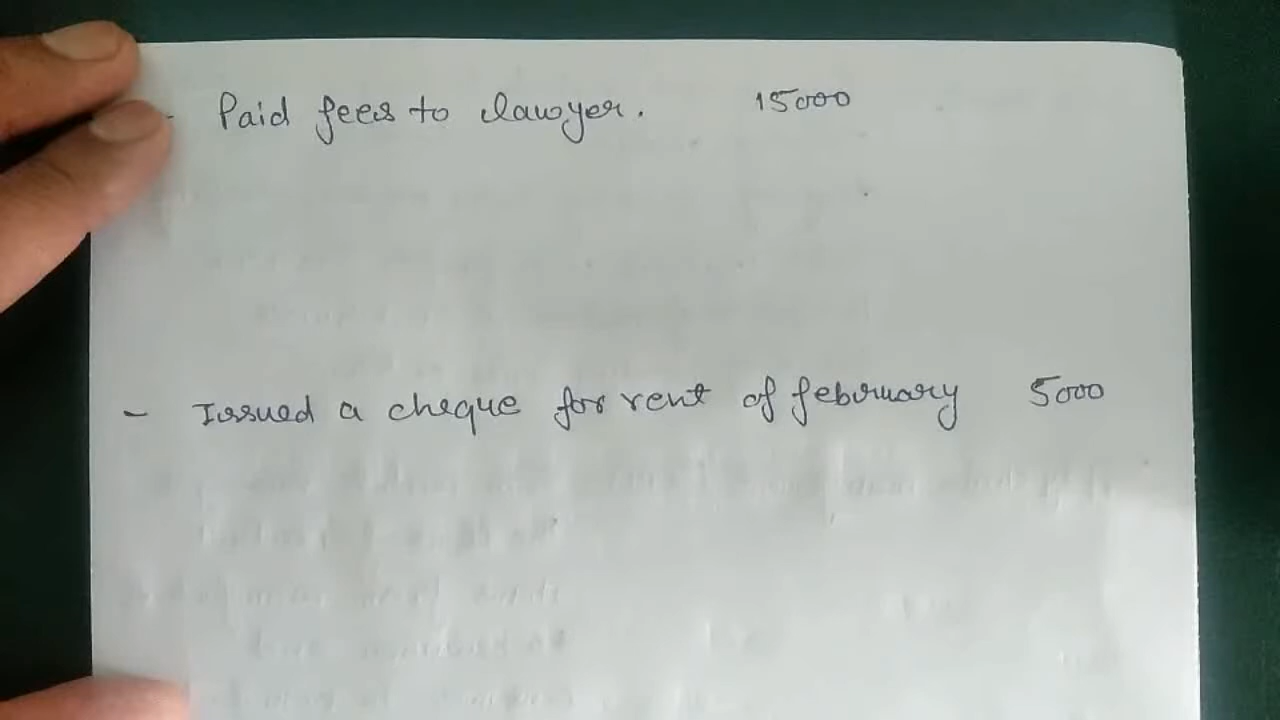 - Paid fees to lawyer. 15000
- Issued a cheque for rent of february 5000